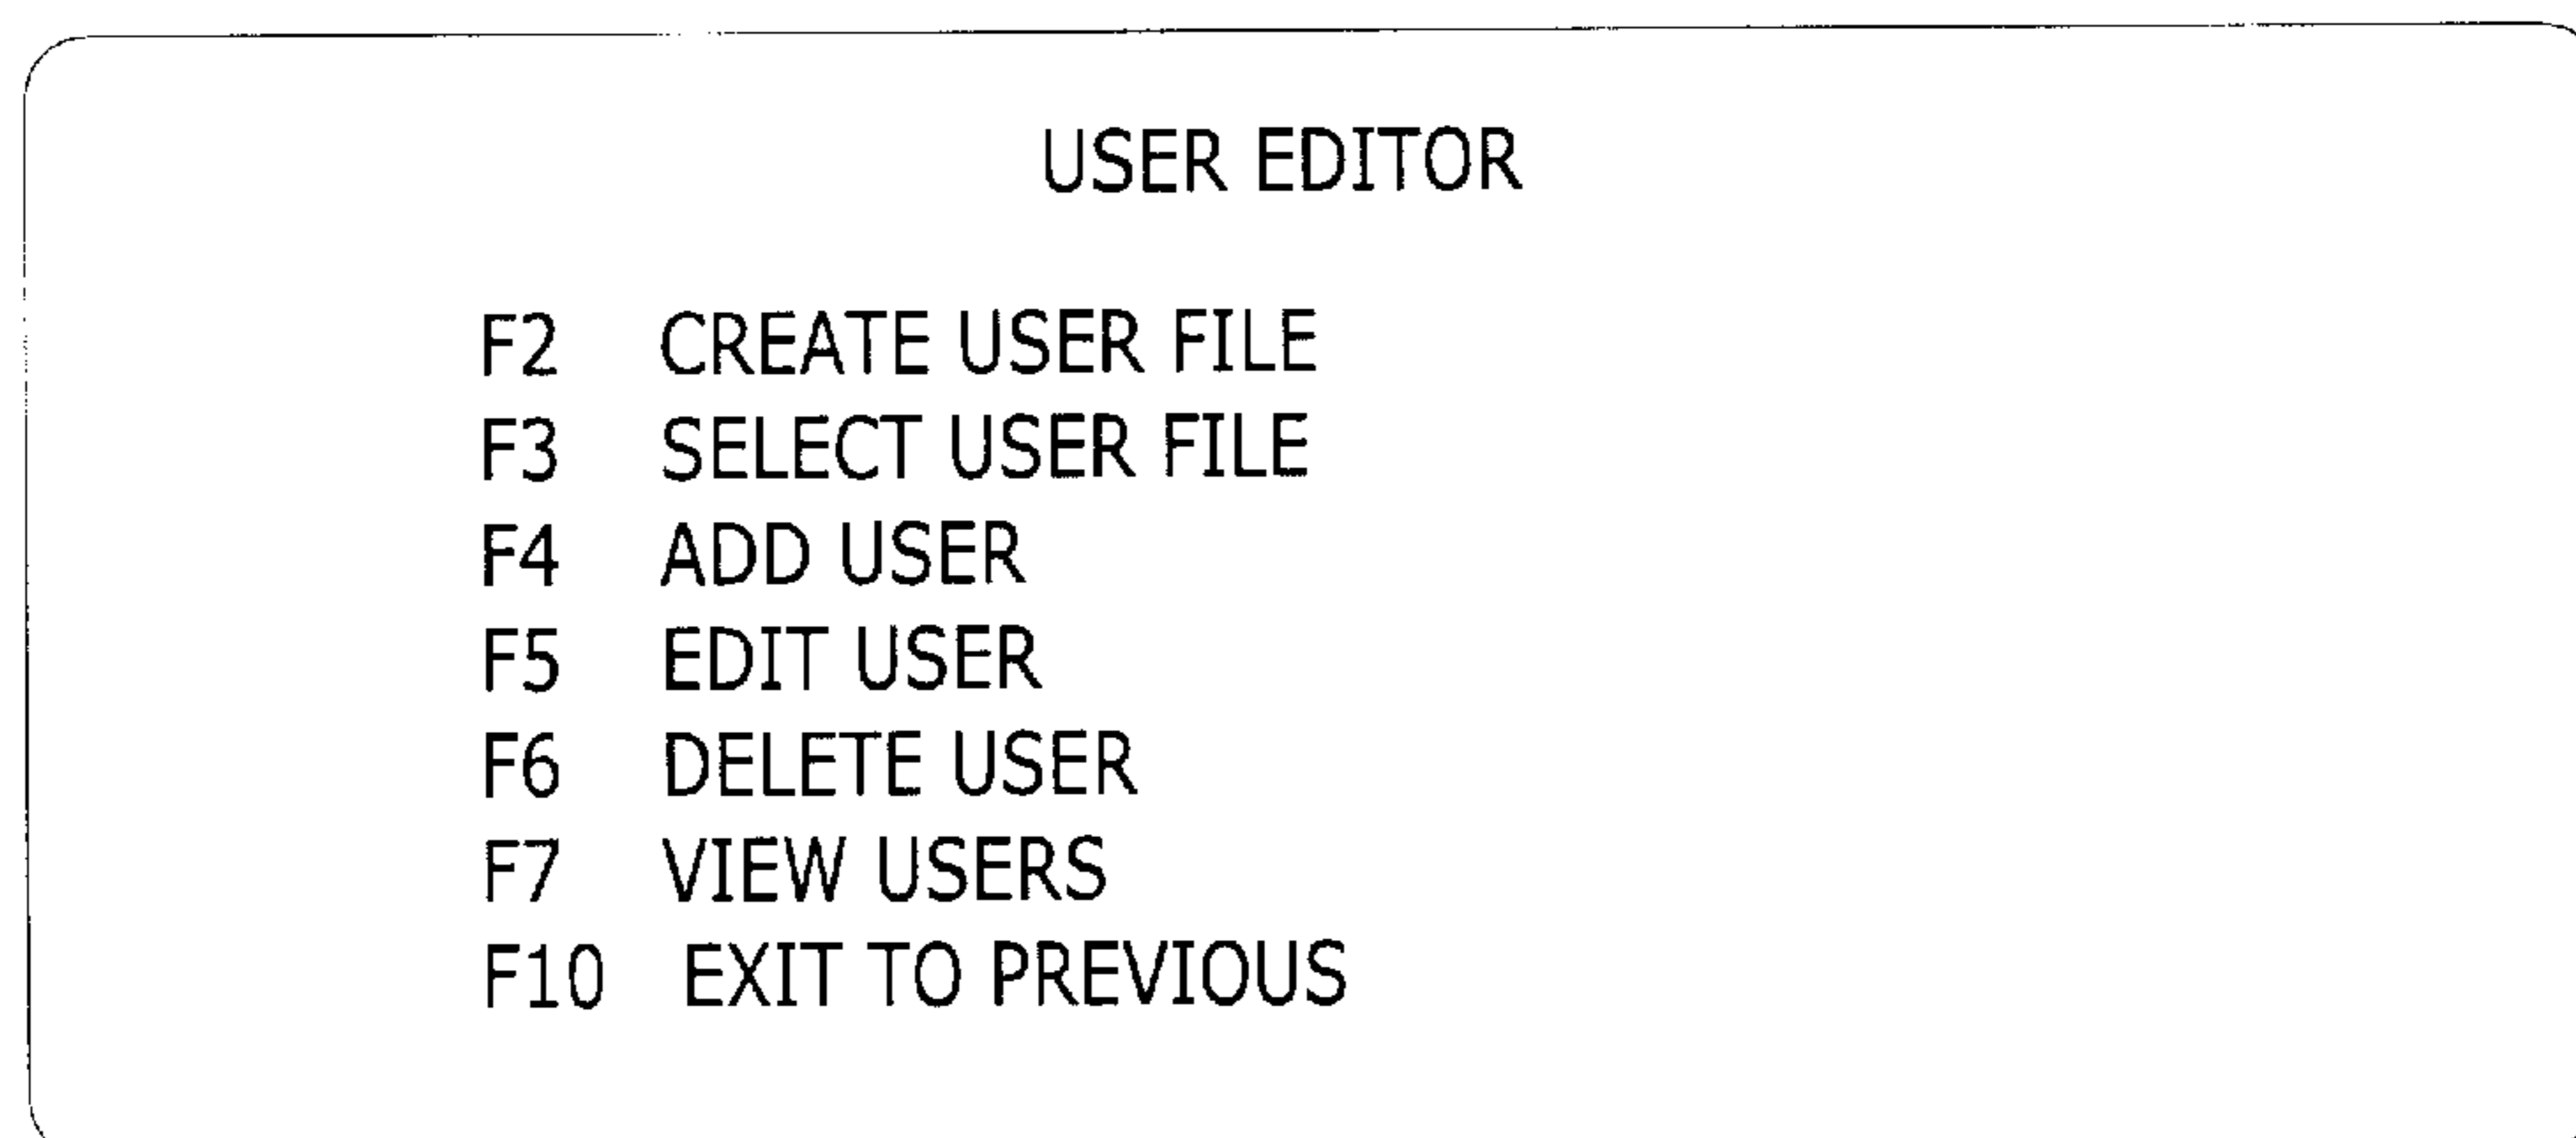 USER EDITOR
F2 CREATE USER FILE
F3 SELECT USER FILE
F4 ADD USER
F5 EDIT USER
F6 DELETE USER
F7 VIEW USERS
F10 EXIT TO PREVIOUS